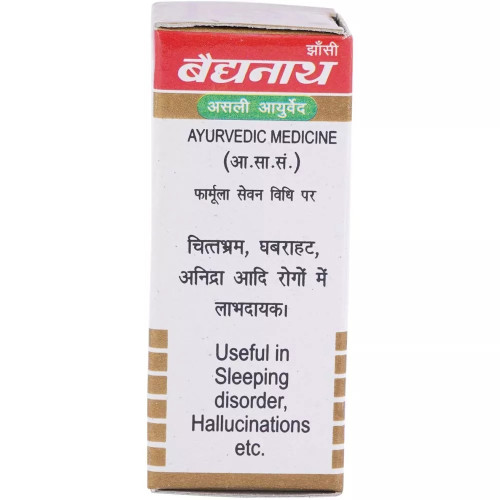 झाँसी
बैद्यनाथ
असली आयुर्वेद
AYURVEDIC MEDICINE
(आ.सा.सं.)
फार्मूला सेवन विधि पर
चित्तभ्रम, घबराहट,
अनिद्रा आदि रोगों में
लाभदायक।
Useful in
Sleeping
disorder,
Hallucinations
etc.